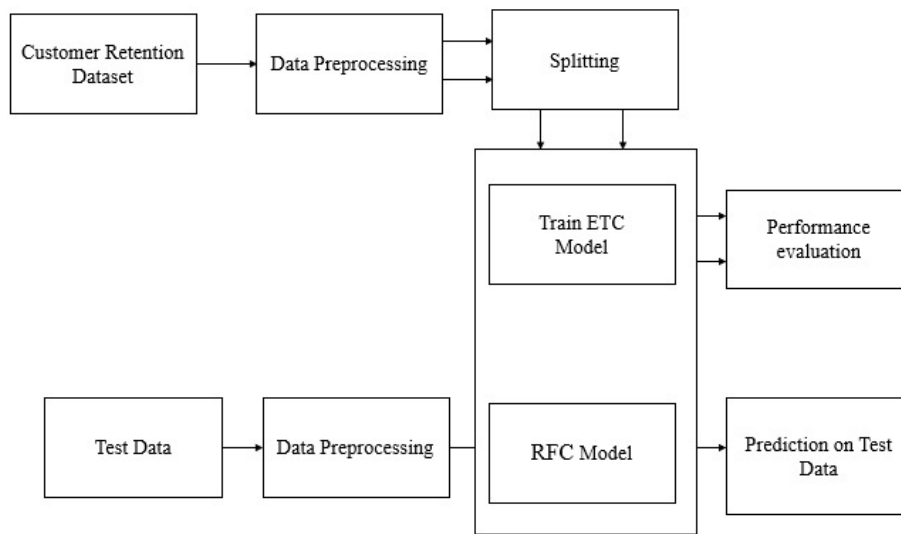 Customer Retention
Dataset
Data Preprocessing
Splitting
Train ETC
Model
Performance
evaluation
Test Data
Data Preprocessing
RFC Model
Prediction on Test
Data